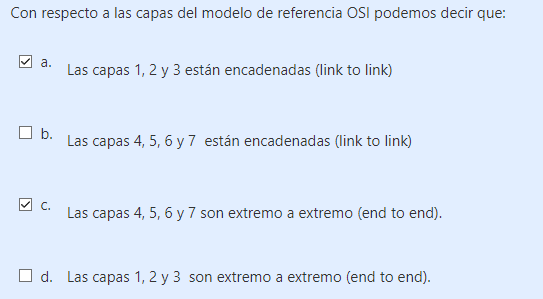 Con respecto a las capas del modelo de referencia OSI podemos decir que:
a. Las capas 1, 2 y 3 están encadenadas (link to link)
b. Las capas 4, 5, 6 y 7 están encadenadas (link to link)
c. Las capas 4, 5, 6 y 7 son extremo a extremo (end to end).
d. Las capas 1, 2 y 3 son extremo a extremo (end to end).